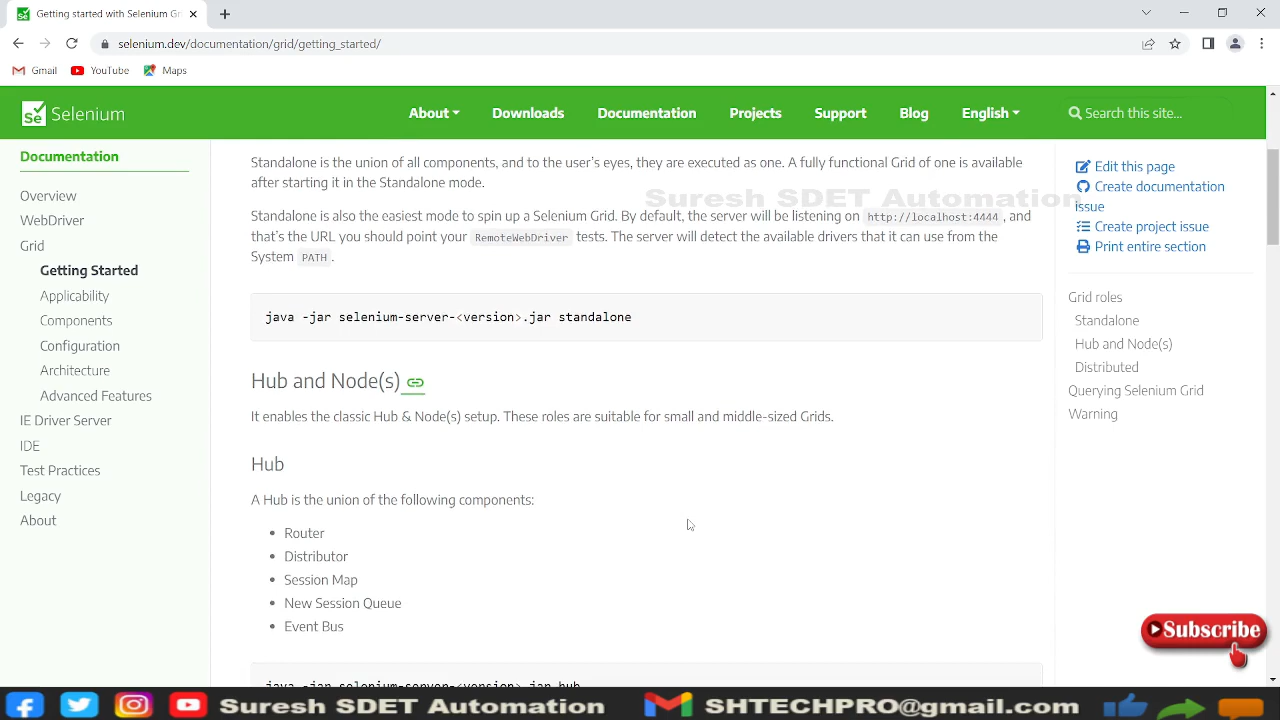 Getting started with Selenium Gr
selenium.dev/documentation/grid/getting_started/
Gmail
YouTube
Maps
Se
Selenium
About
Downloads
Documentation
Projects
Support
Blog
English
Search this site...
Documentation
Overview
WebDriver
Grid
Getting Started
Applicability
Components
Configuration
Architecture
Advanced Features
IE Driver Server
IDE
Test Practices
Legacy
About
Standalone is the union of all components, and to the user's eyes, they are executed as one. A fully functional Grid of one is available
after starting it in the Standalone mode.
Suresh SDET Automation
Standalone is also the easiest mode to spin up a Selenium Grid. By default, the server will be listening on http://localhost:4444, and
that's the URL you should point your RemoteWebDriver tests. The server will detect the available drivers that it can use from the
System PATH.
java -jar selenium-server-<version>.jar standalone
Hub and Node(s)
It enables the classic Hub & Node(s) setup. These roles are suitable for small and middle-sized Grids.
Hub
A Hub is the union of the following components:
• Router
• Distributor
• Session Map
• New Session Queue
• Event Bus
java -jar selenium-server-<version>.jar hub
Edit this page
Create documentation
issue
Create project issue
Print entire section
Grid roles
Standalone
Hub and Node(s)
Distributed
Querying Selenium Grid
Warning
Subscribe
Suresh SDET Automation
SHTECHPRO@gmail.com